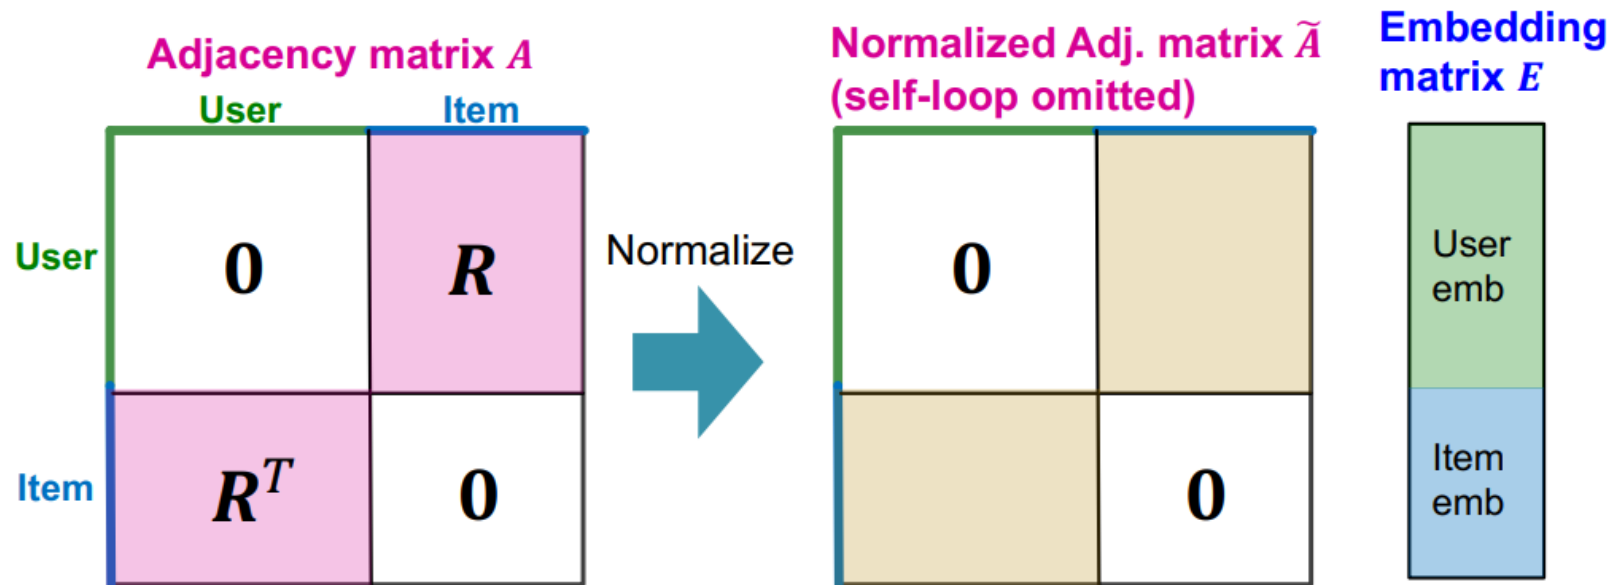 Adjacency matrix A
User Item
User
0
R
Item
R^T
0
Normalize
Normalized Adj. matrix Ã
(self-loop omitted)
0
0
Embedding
matrix E
User
emb
Item
emb